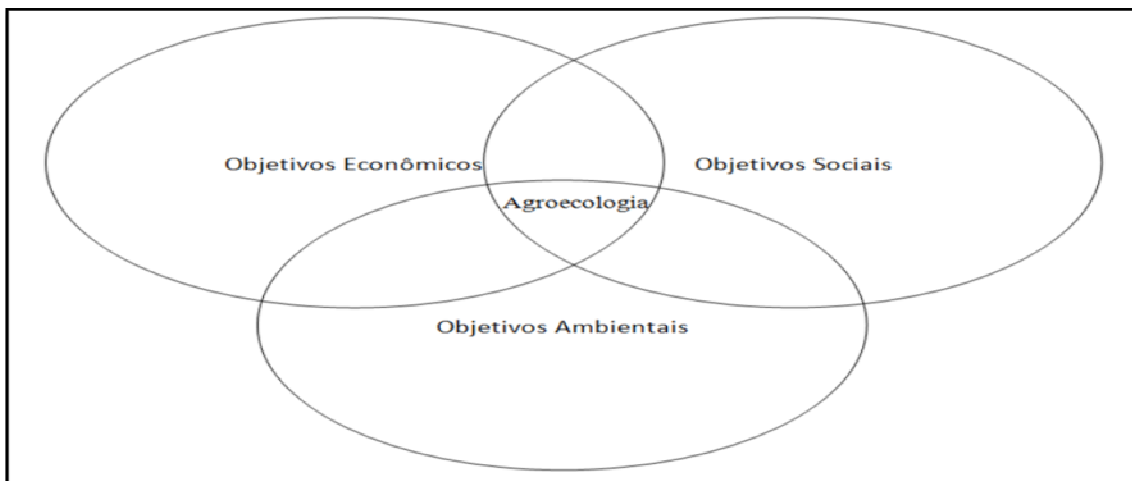 Objetivos Econômicos
Objetivos Sociais
Agroecologia
Objetivos Ambientais